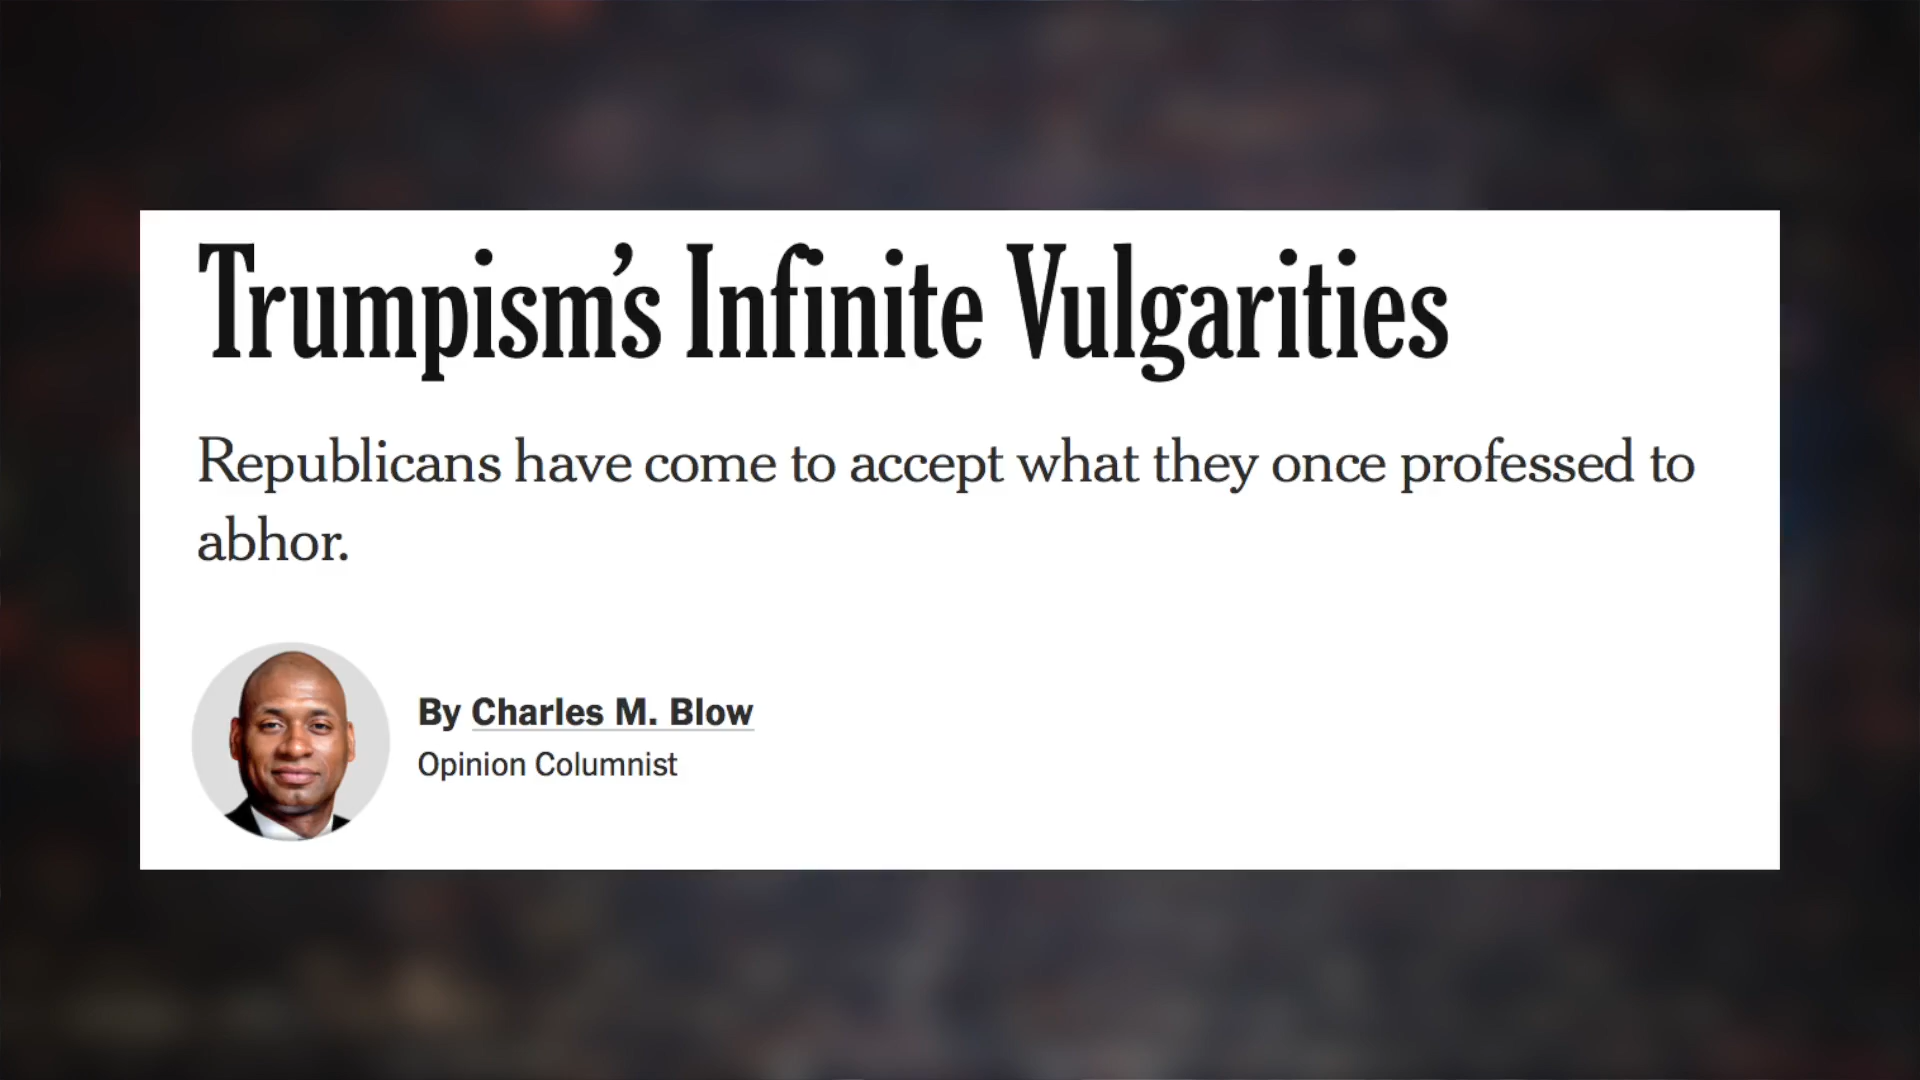 Trumpism’s Infinite Vulgarities
Republicans have come to accept what they once professed to
abhor.
By Charles M. Blow
Opinion Columnist